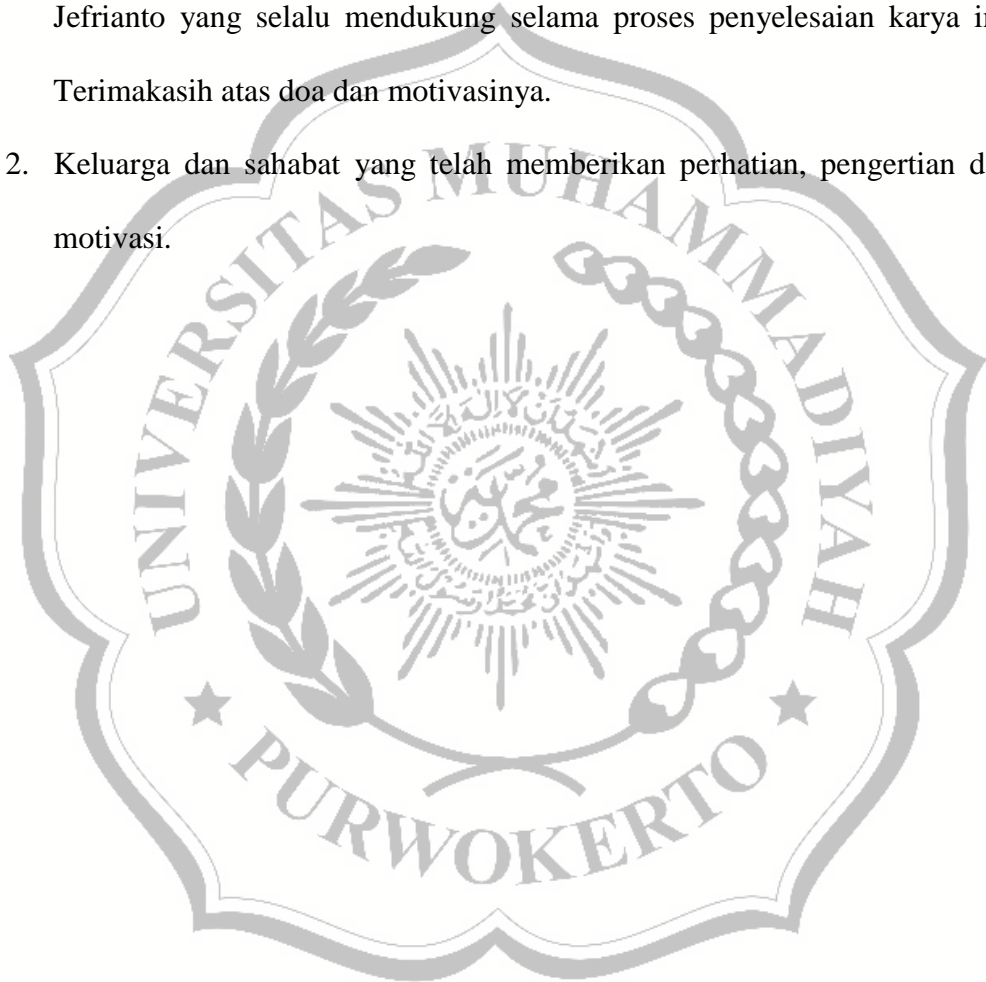 Jefrianto yang selalu mendukung selama proses penyelesaian karya
Terimakasih atas doa dan motivasinya.
2. Keluarga dan sahabat yang telah memberikan perhatian, pengertian
motivasi.
UNIVERSITAS MUHAMMADIYAH
PURWOKERTO